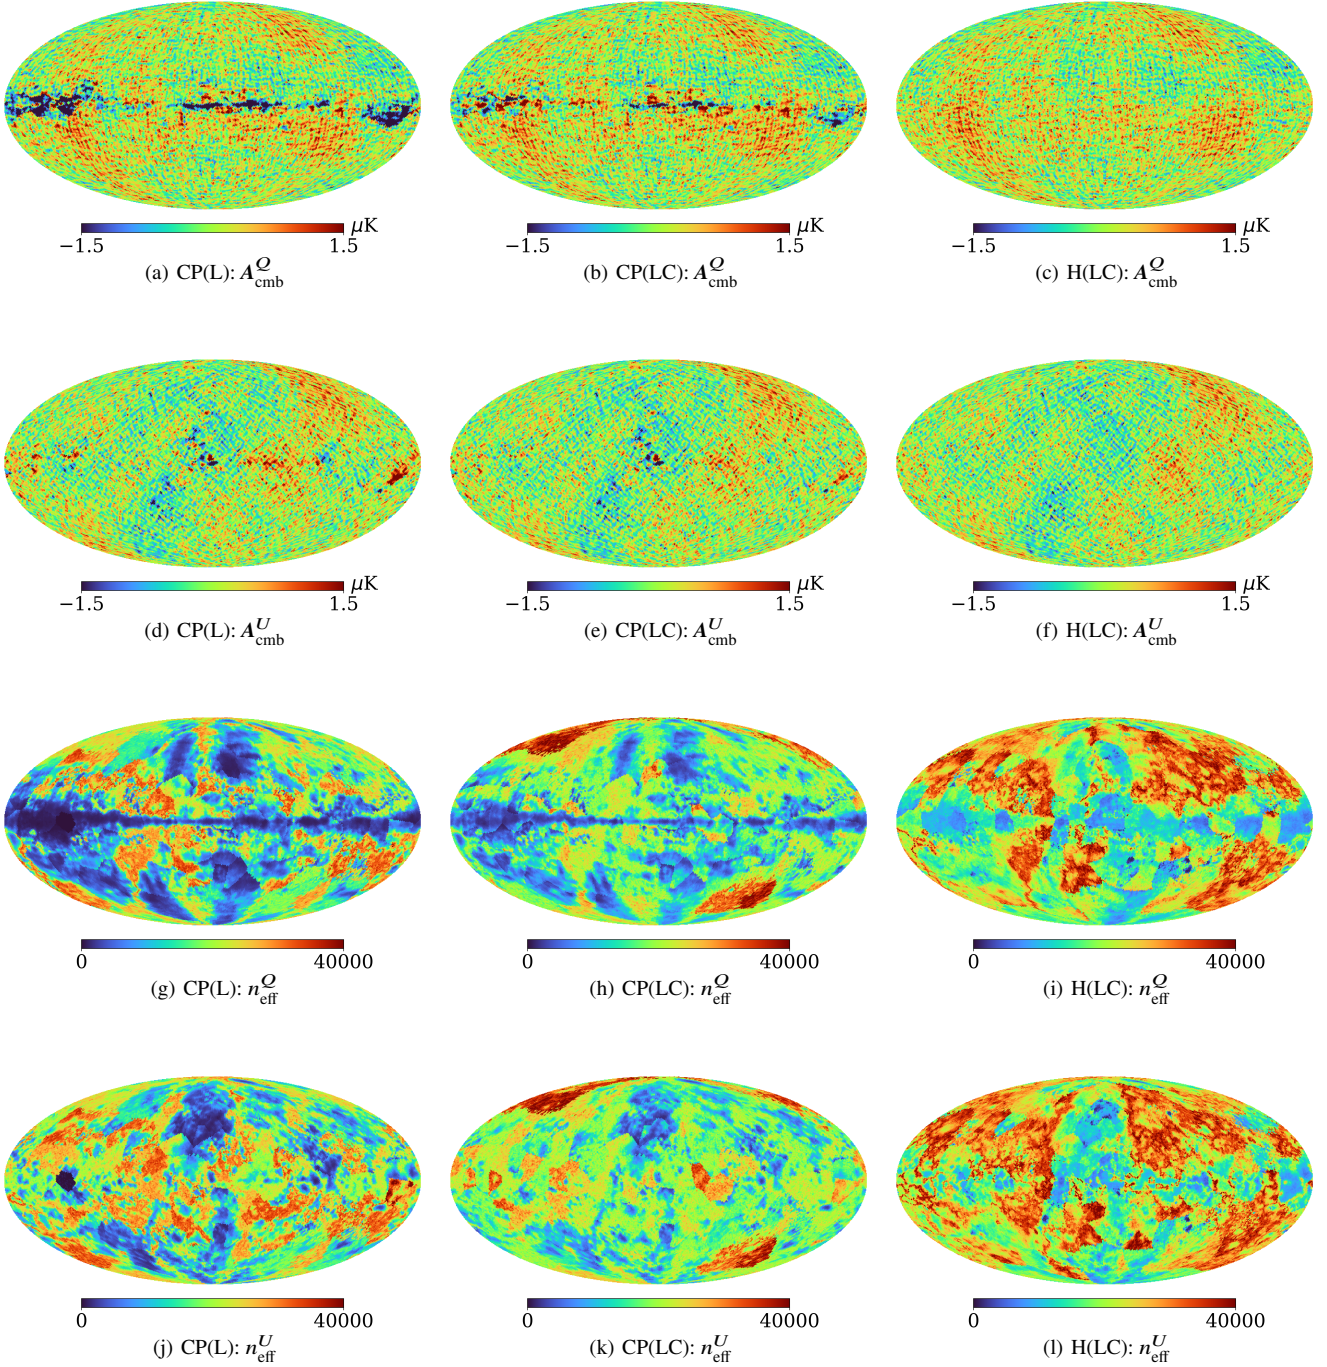 μK μK μK
−1.5 1.5 −1.5 1.5 −1.5 1.5
(a) CP(L): A^Q_cmb (b) CP(LC): A^Q_cmb (c) H(LC): A^Q_cmb
μK μK μK
−1.5 1.5 −1.5 1.5 −1.5 1.5
(d) CP(L): A^U_cmb (e) CP(LC): A^U_cmb (f) H(LC): A^U_cmb
0 40000 0 40000 0 40000
(g) CP(L): n^Q_eff (h) CP(LC): n^Q_eff (i) H(LC): n^Q_eff
0 40000 0 40000 0 40000
(j) CP(L): n^U_eff (k) CP(LC): n^U_eff (l) H(LC): n^U_eff